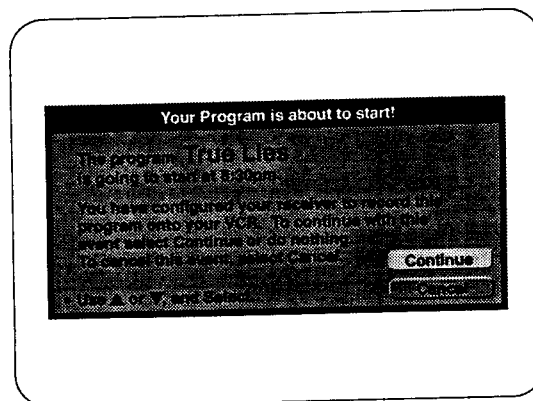 Your Program is about to start!
The program, True Lies
is going to start at 8:30pm.
You have configured your receiver to record this
program onto your VCR. To continue with this
event select Continue or do nothing.
To cancel this event, select Cancel.
Continue
Cancel
Use ▲ or ▼, and Select.